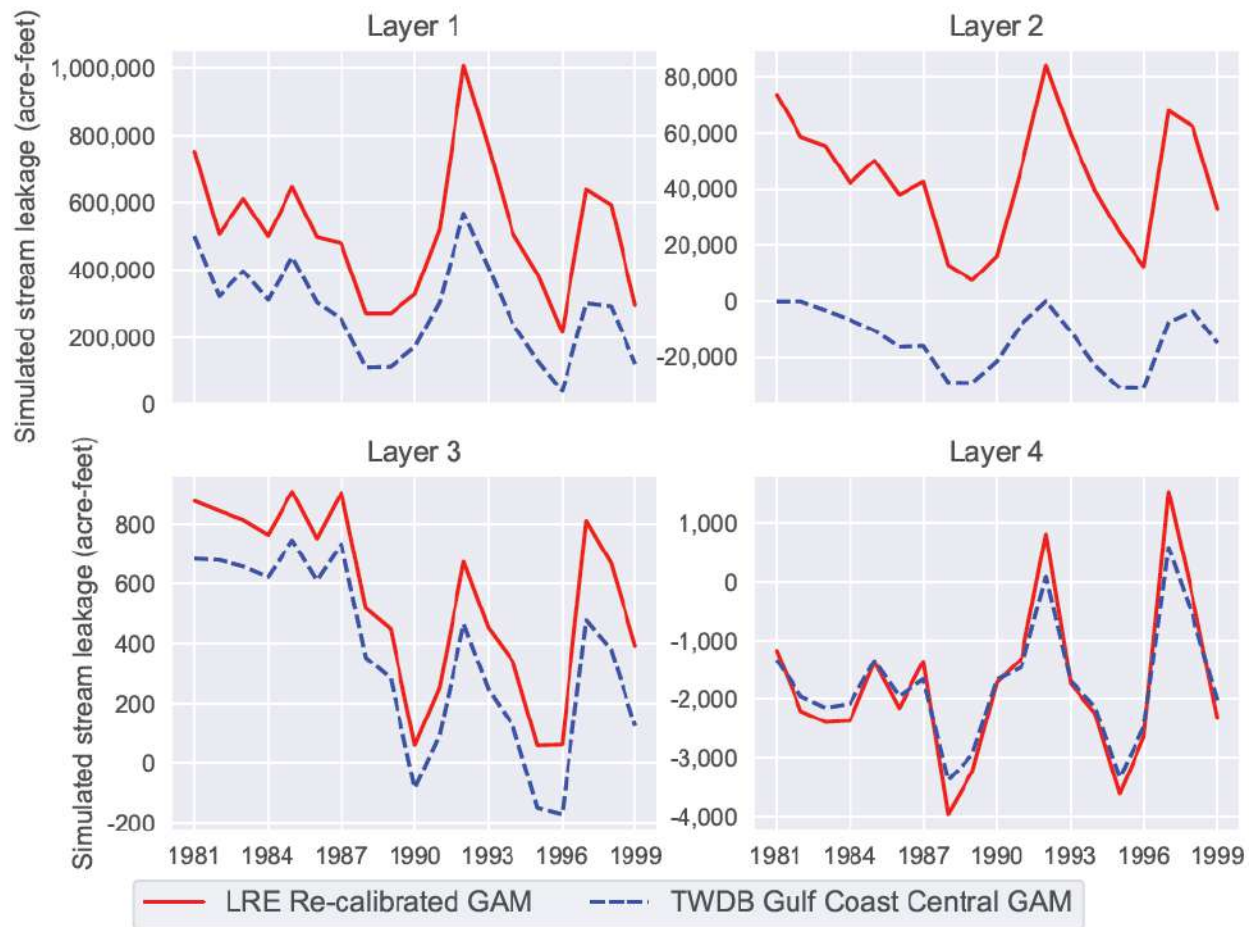 Layer 1
Layer 2
Simulated stream leakage (acre-feet)
1,000,000
800,000
600,000
400,000
200,000
0
80,000
60,000
40,000
20,000
0
-20,000
Layer 3
Layer 4
Simulated stream leakage (acre-feet)
800
600
400
200
0
-200
1,000
0
-1,000
-2,000
-3,000
-4,000
1981 1984 1987 1990 1993 1996 1999
1981 1984 1987 1990 1993 1996 1999
LRE Re-calibrated GAM
TWDB Gulf Coast Central GAM